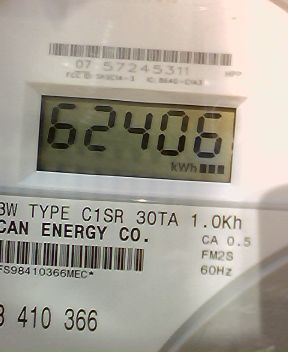 07 57245311
HPP
62406
kWh
3W TYPE C1SR 30TA 1.0Kh
CAN ENERGY CO.
CA 0.5
FM2S
60Hz
FS98410366MEC*
3 410 366